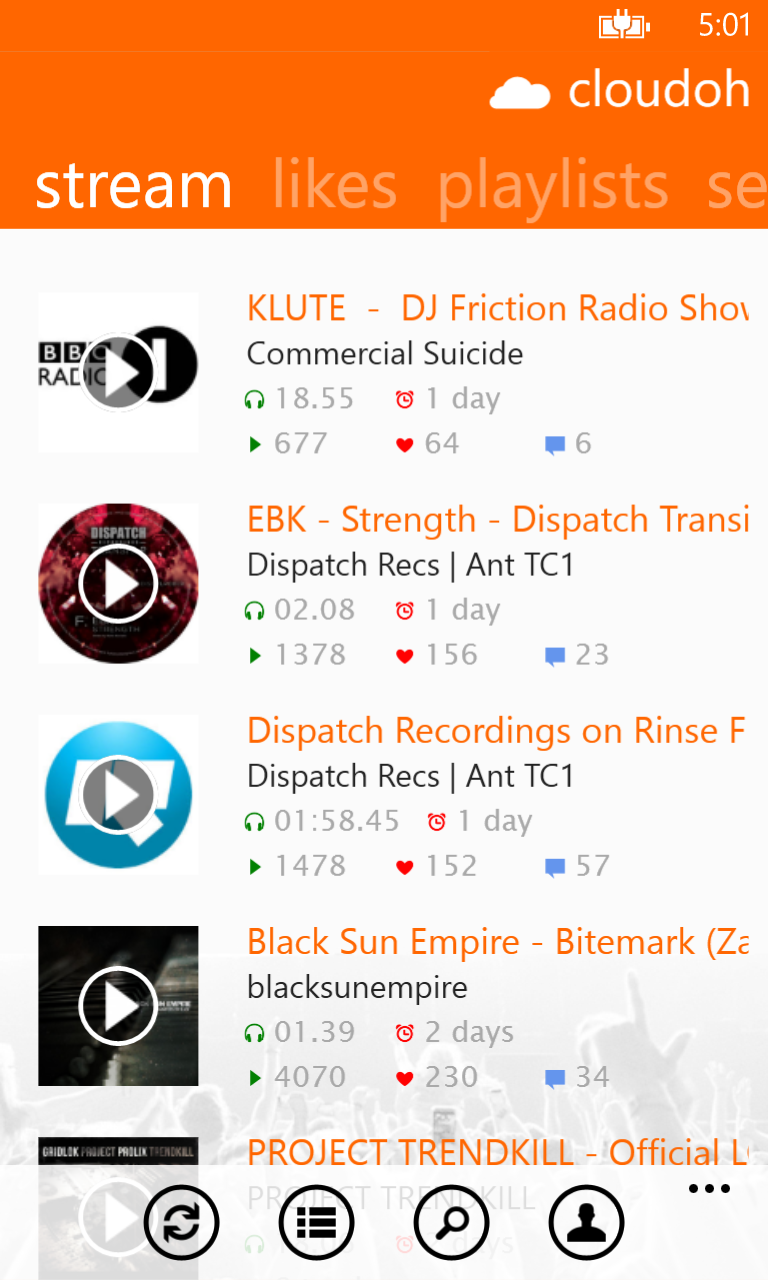 5:01
cloudoh
stream likes playlists se
BBC
RADIO
KLUTE - DJ Friction Radio Show
Commercial Suicide
18.55 1 day
677 64 6
DISPATCH
STRENGTH
EBK - Strength - Dispatch Transi
Dispatch Recs | Ant TC1
02.08 1 day
1378 156 23
Dispatch Recordings on Rinse F
Dispatch Recs | Ant TC1
01:58.45 1 day
1478 152 57
Black Sun Empire - Bitemark (Za
blacksunempire
01.39 2 days
4070 230 34
GRIDLOK PROJECT PROLIX TRENDKILL
PROJECT TRENDKILL - Official L
PROJECT TRENDKILL